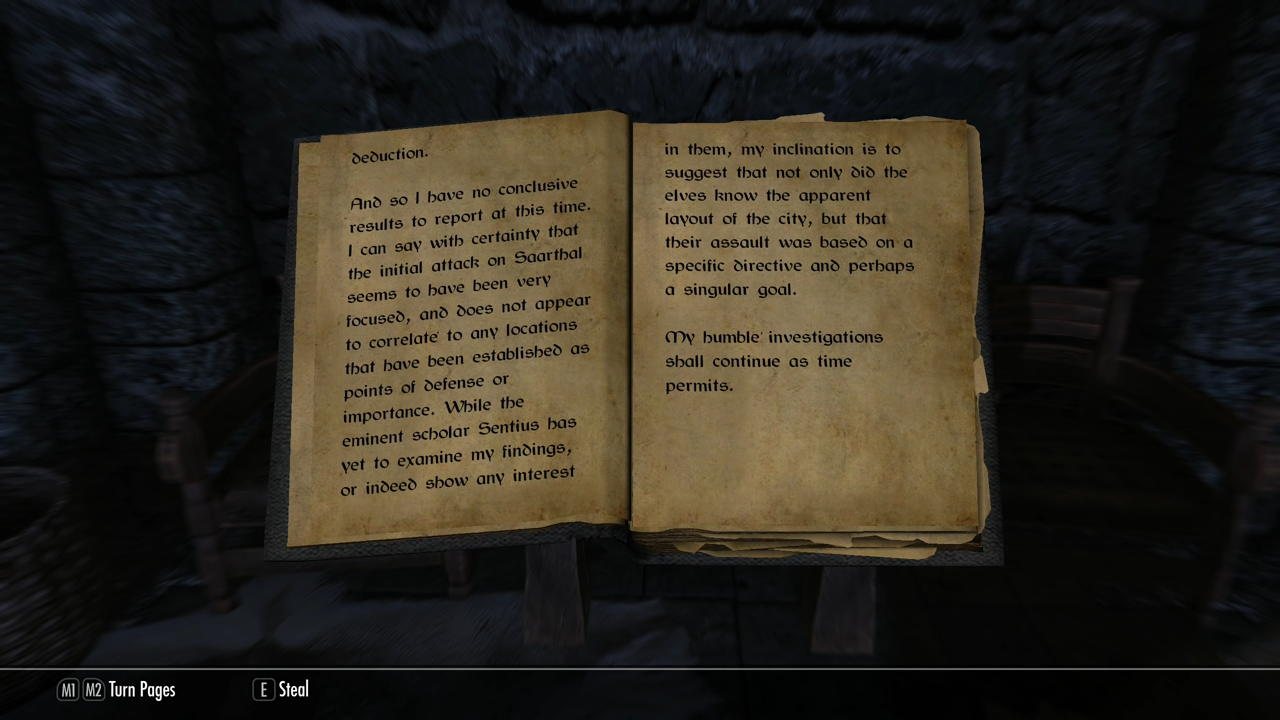 deduction.
And so I have no conclusive
results to report at this time.
I can say with certainty that
the initial attack on Saarthal
seems to have been very
focused, and does not appear
to correlate to any locations
that have been established as
points of defense or
importance. While the
eminent scholar Sentius has
yet to examine my findings,
or indeed show any interest
in them, my inclination is to
suggest that not only did the
elves know the apparent
layout of the city, but that
their assault was based on a
specific directive and perhaps
a singular goal.
My humble investigations
shall continue as time
permits.
M1 M2 Turn Pages E Steal